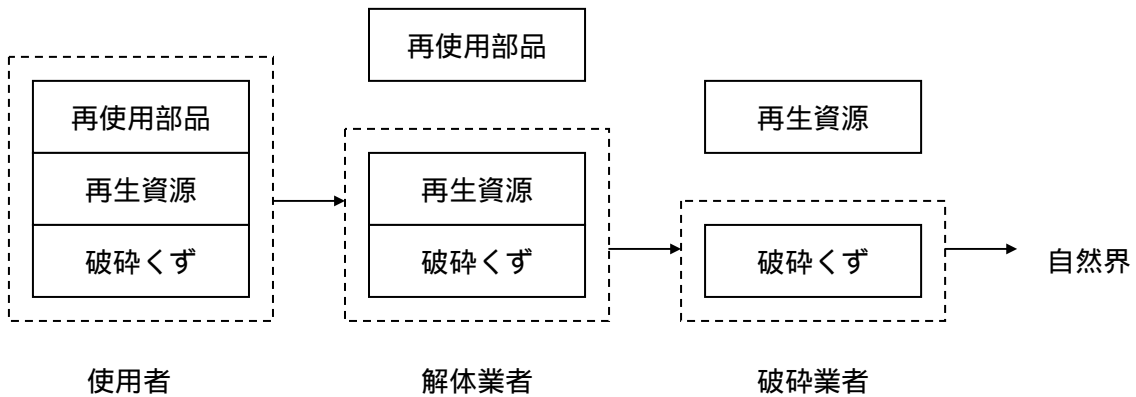 再使用部品
再生資源
破砕くず
使用者
再使用部品
再生資源
破砕くず
解体業者
再生資源
破砕くず
破砕業者
自然界